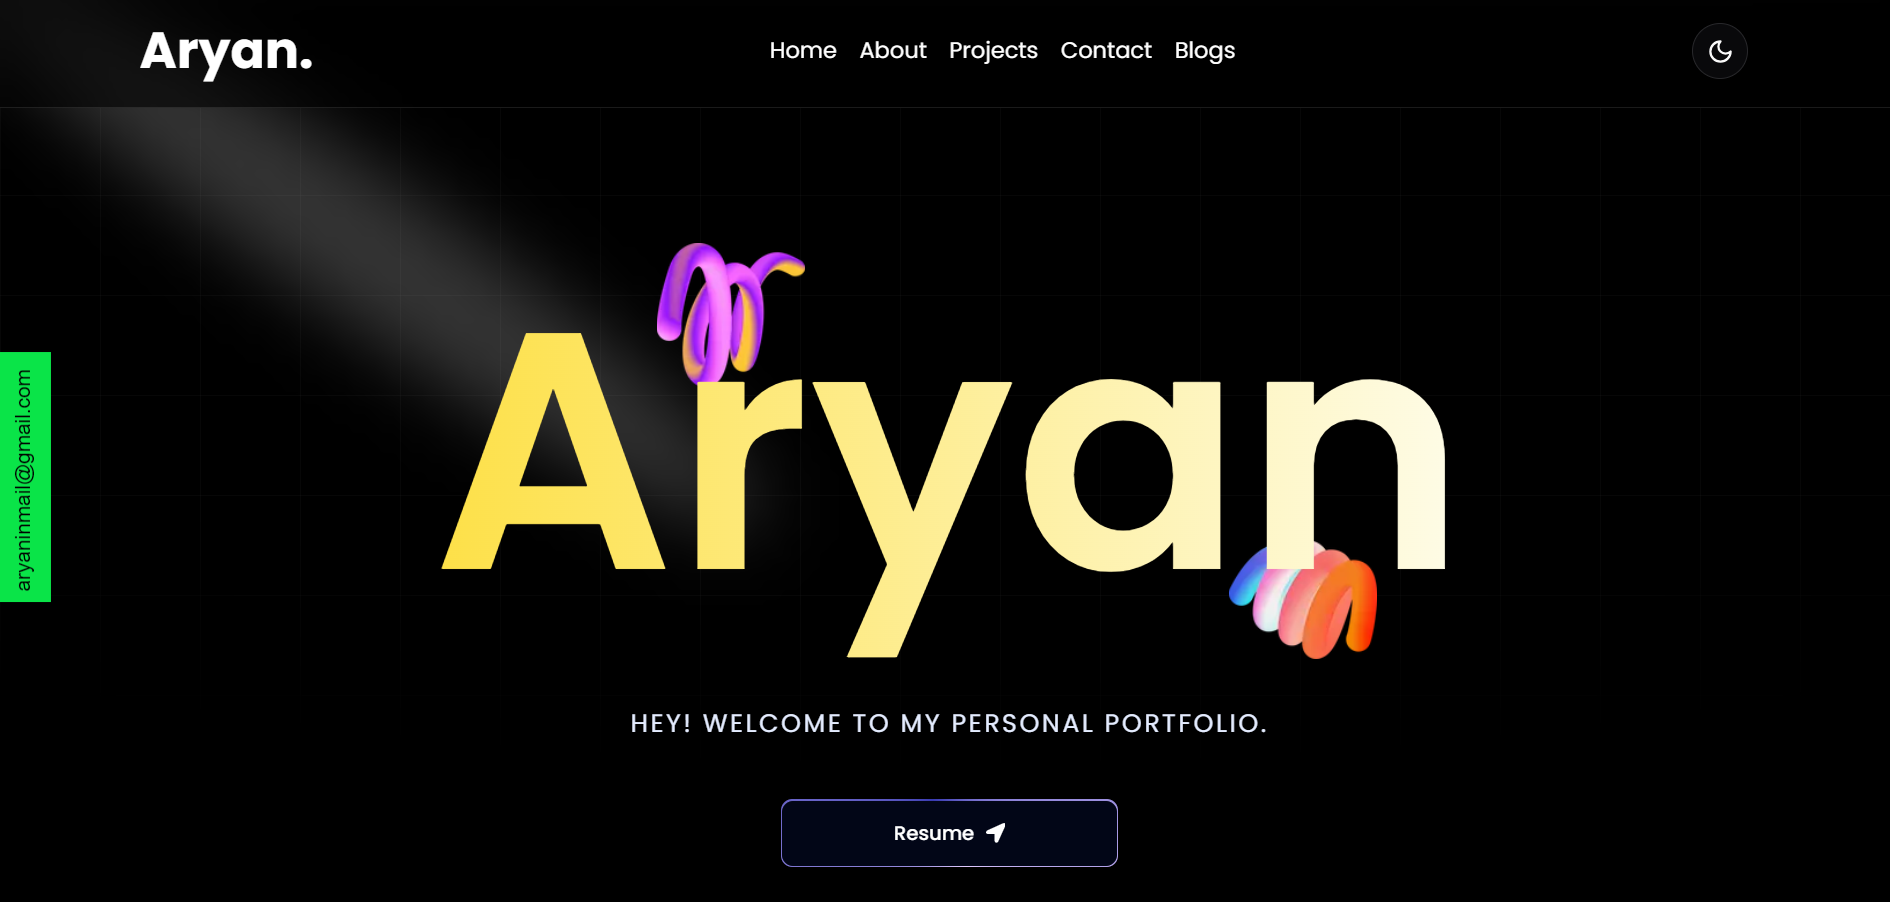 Aryan.
Home About Projects Contact Blogs
aryaninmail@gmail.com
Aryan
HEY! WELCOME TO MY PERSONAL PORTFOLIO.
Resume